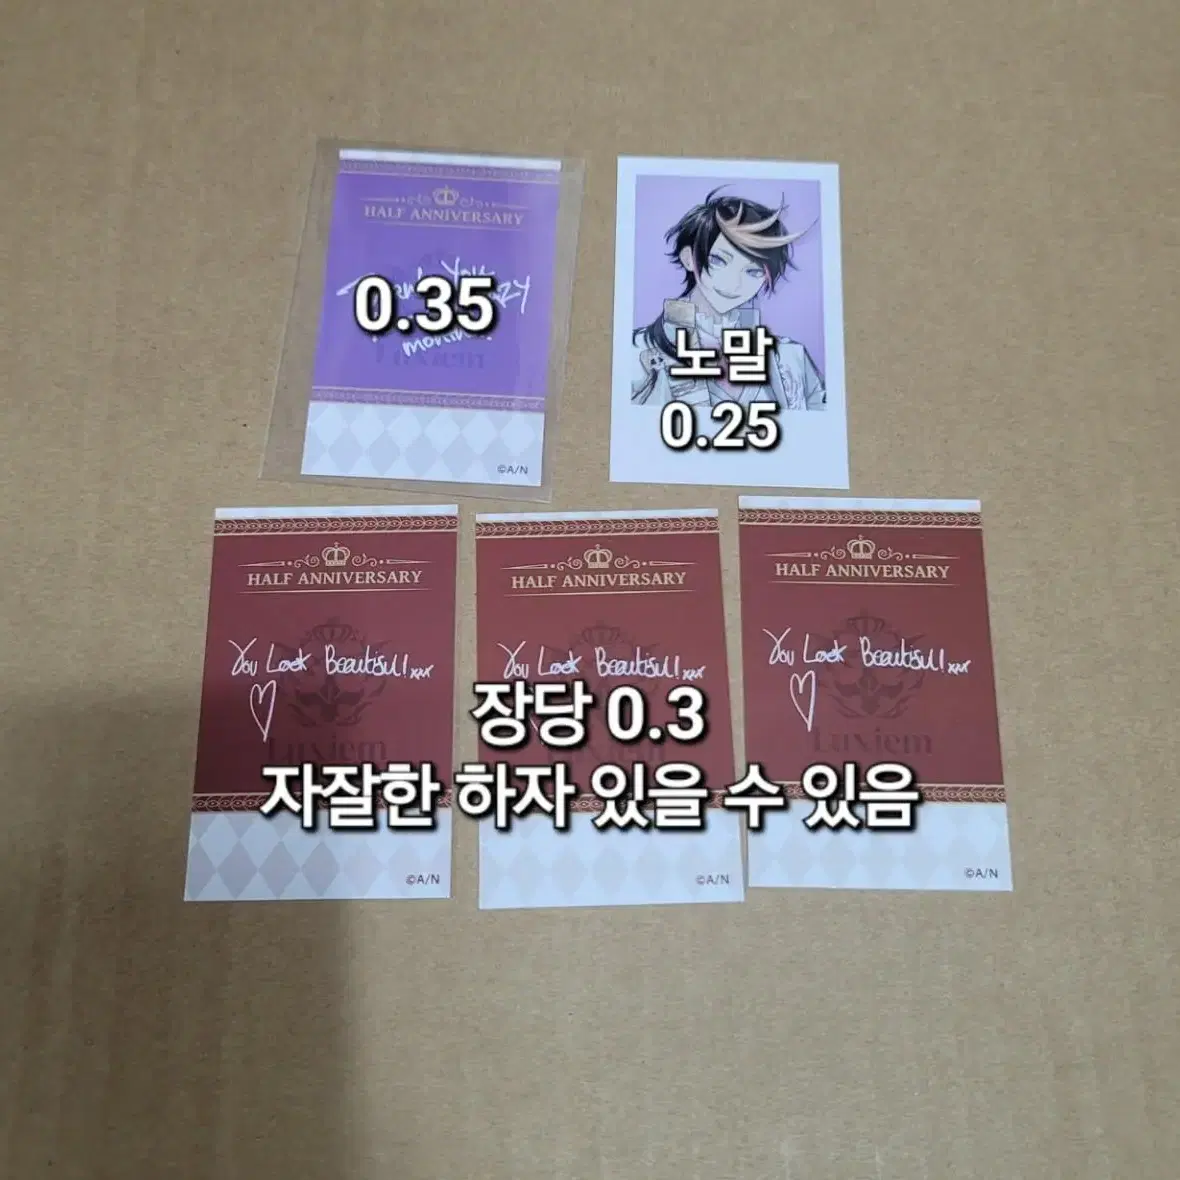 HALF ANNIVERSARY
0.35
©A/N
노말
0.25
HALF ANNIVERSARY
You Look Beautiful! xxx
Luxiem
©A/N
HALF ANNIVERSARY
You Look Beautiful! xxx
©A/N
HALF ANNIVERSARY
You Look Beautiful! xxx
Luxiem
©A/N
장당 0.3
자잘한 하자 있을 수 있음